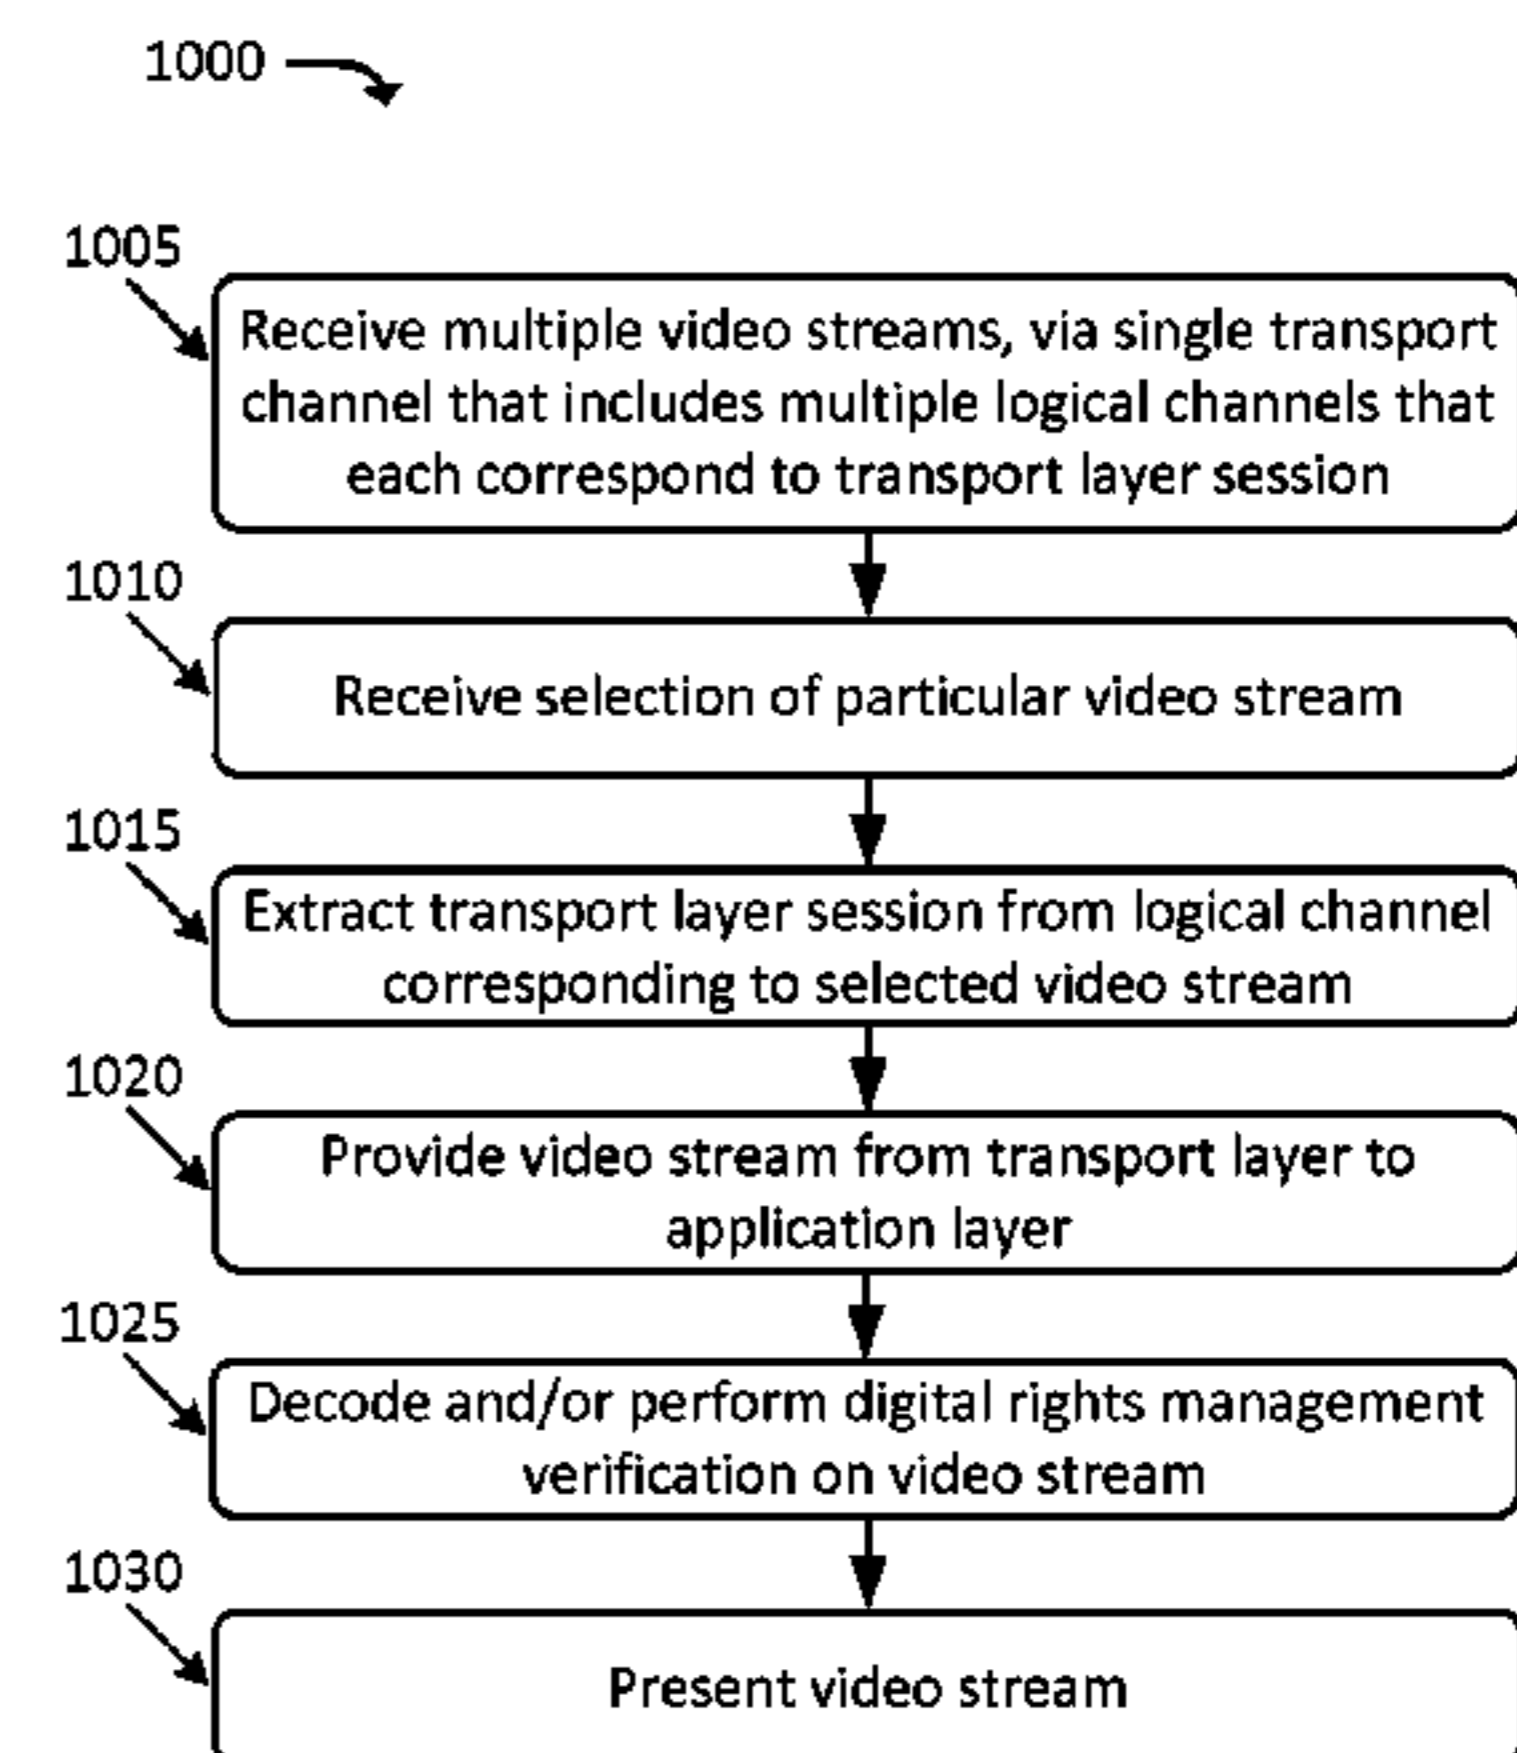 1000
1005
Receive multiple video streams, via single transport
channel that includes multiple logical channels that
each correspond to transport layer session
1010
Receive selection of particular video stream
1015
Extract transport layer session from logical channel
corresponding to selected video stream
1020
Provide video stream from transport layer to
application layer
1025
Decode and/or perform digital rights management
verification on video stream
1030
Present video stream